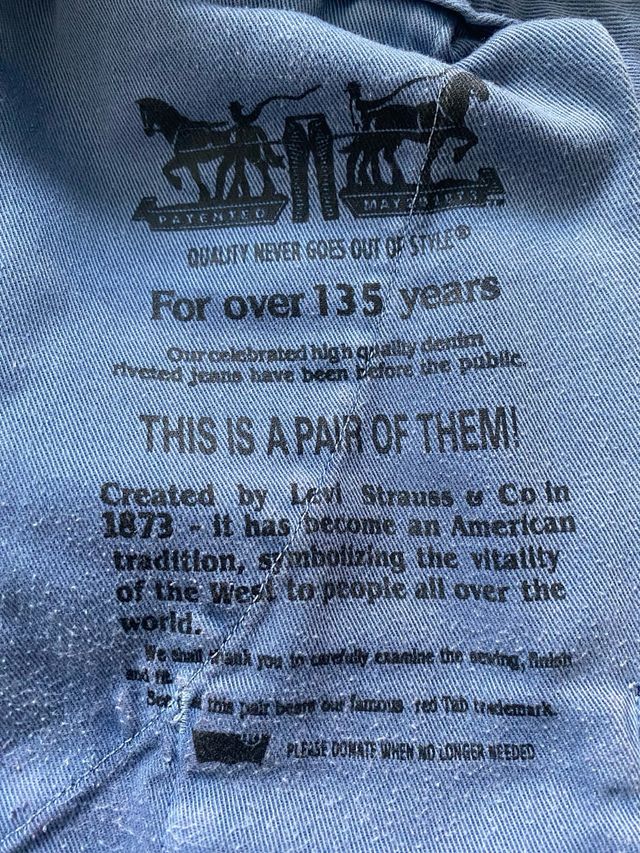 PATENTED
MAY 20 1873 TM
QUALITY NEVER GOES OUT OF STYLE®
For over 135 years
Our celebrated high quality denim
riveted jeans have been before the public.
THIS IS A PAIR OF THEM!
Created by Levi Strauss & Co in
1873 - it has become an American
tradition, symbolizing the vitality
of the West to people all over the
world.
We shall thank you to carefully examine the sewing, finish
and fit.
this pair bears our famous red Tab trademark.
PLEASE DONATE WHEN NO LONGER NEEDED